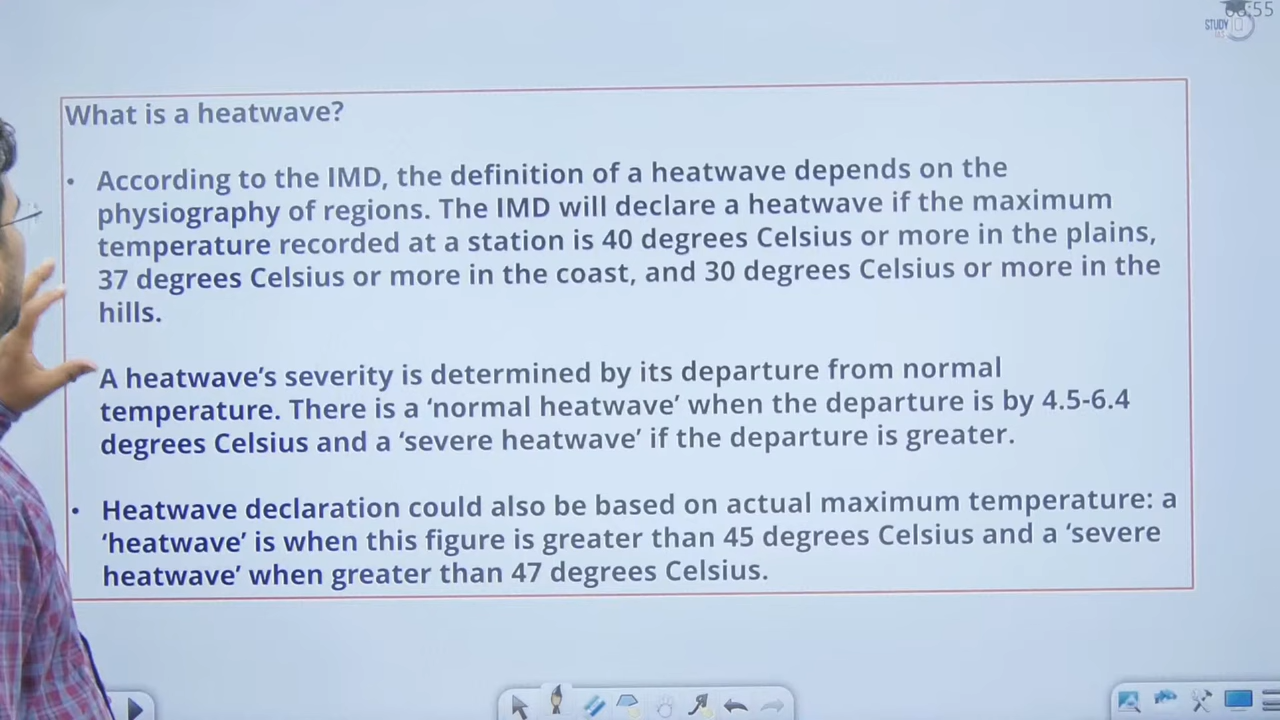 :55
STUDY
What is a heatwave?
• According to the IMD, the definition of a heatwave depends on the
physiography of regions. The IMD will declare a heatwave if the maximum
temperature recorded at a station is 40 degrees Celsius or more in the plains,
37 degrees Celsius or more in the coast, and 30 degrees Celsius or more in the
hills.
A heatwave's severity is determined by its departure from normal
temperature. There is a 'normal heatwave' when the departure is by 4.5-6.4
degrees Celsius and a 'severe heatwave' if the departure is greater.
• Heatwave declaration could also be based on actual maximum temperature: a
'heatwave' is when this figure is greater than 45 degrees Celsius and a 'severe
heatwave' when greater than 47 degrees Celsius.